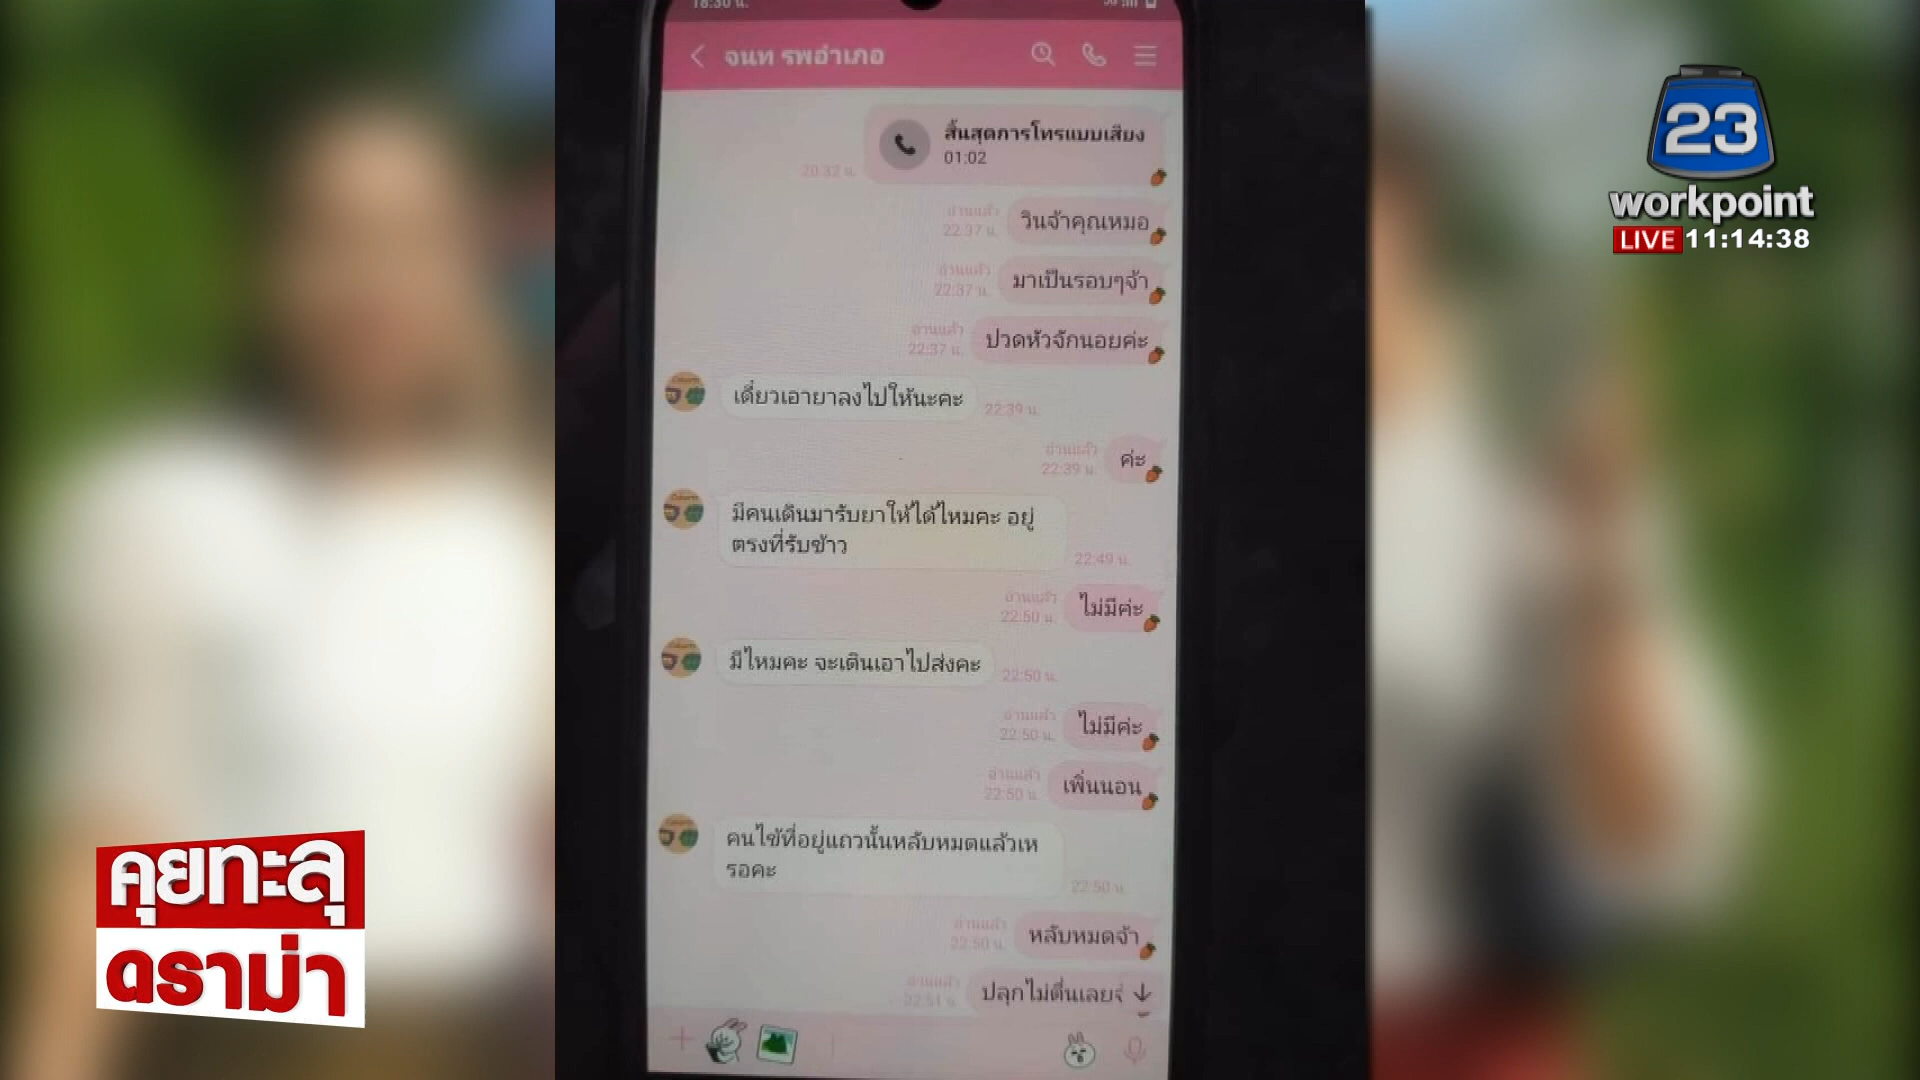 18:30 น.
จนท รพอำเภอ
สิ้นสุดการโทรแบบเสียง
01:02
20:32 น.
อ่านแล้ว
22:37 น.
วินจ้าคุณหมอ
อ่านแล้ว
22:37 น.
มาเป็นรอบๆจ้า
อ่านแล้ว
22:37 น.
ปวดหัวจักนอยค่ะ
เดี่ยวเอายาลงไปให้นะคะ
22:39 น.
อ่านแล้ว
22:39 น.
ค่ะ
มีคนเดินมารับยาให้ได้ไหมคะ อยู่
ตรงที่รับข้าว
22:49 น.
อ่านแล้ว
22:50 น.
ไม่มีค่ะ
มีไหมคะ จะเดินเอาไปส่งคะ
22:50 น.
อ่านแล้ว
22:50 น.
ไม่มีค่ะ
อ่านแล้ว
22:50 น.
เพิ่นนอน
คนไข้ที่อยู่แถวนั้นหลับหมดแล้วเห
รอคะ
22:50 น.
อ่านแล้ว
22:50 น.
หลับหมดจ้า
อ่านแล้ว
22:51 น.
ปลุกไม่ตื่นเลยจ่
23
workpoint
LIVE 11:14:38
คุยทะลุ
ดราม่า